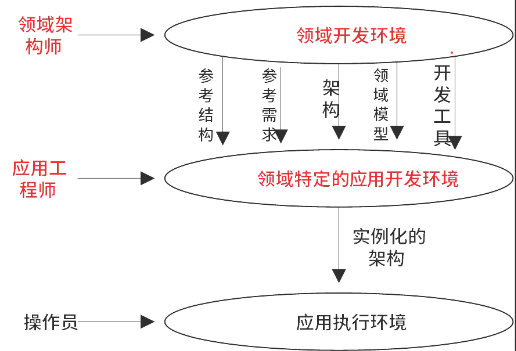 领域架
构师
领域开发环境
参考结构
参考需求
架构
领域模型
开发工具
应用工
程师
领域特定的应用开发环境
实例化的
架构
操作员
应用执行环境